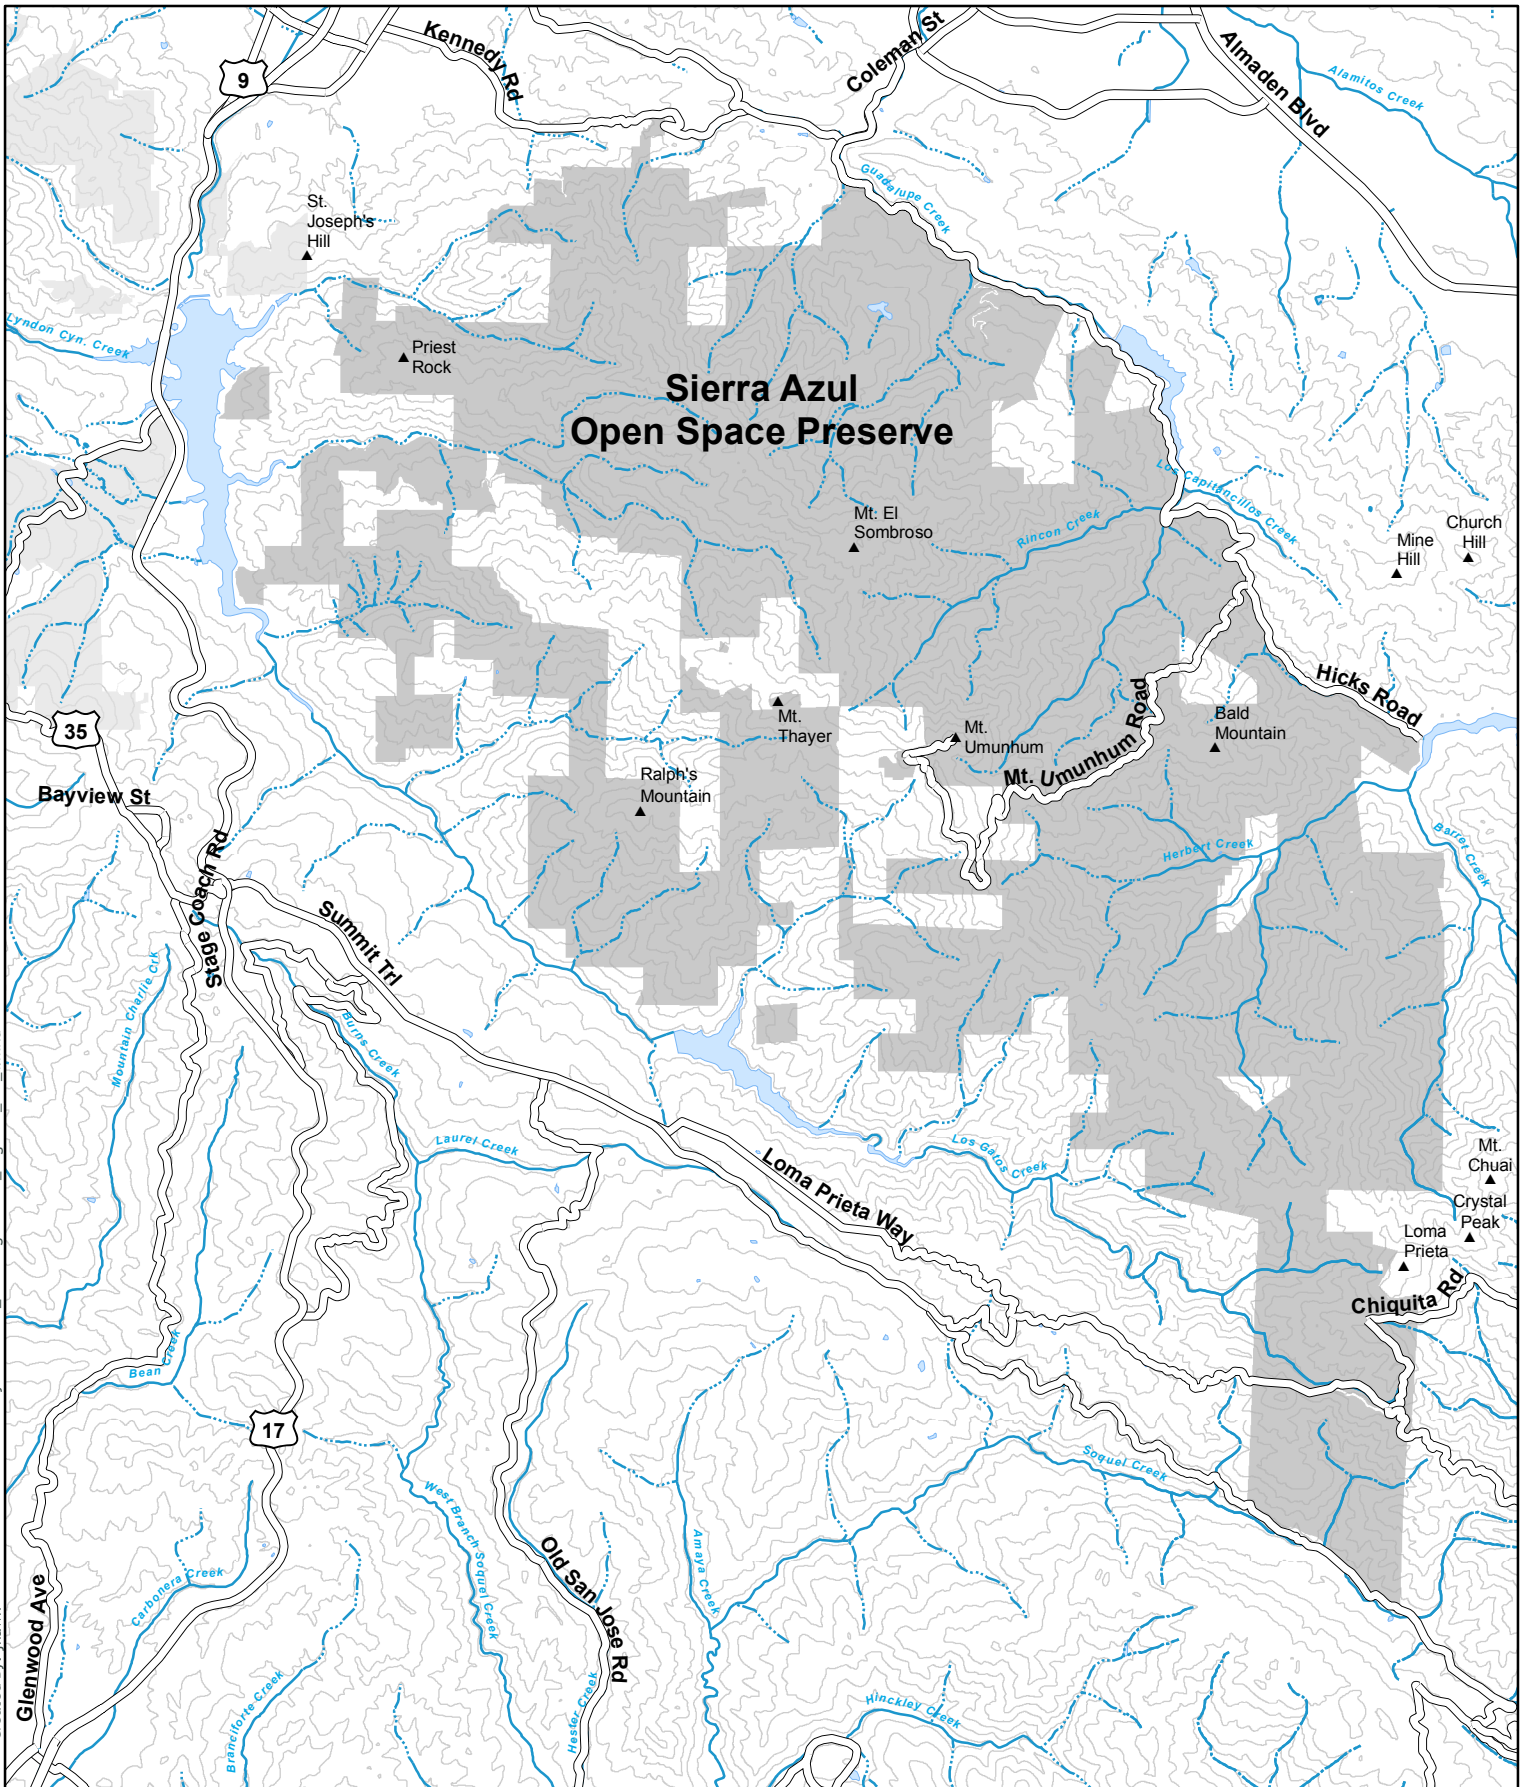 Kennedy Rd
Coleman St
Almaden Blvd
Alamitos Creek
9
Guadalupe Creek
St.
Joseph's
Hill
Lyndon Cyn. Creek
Priest
Rock
Sierra Azul
Open Space Preserve
Los Capitancillos Creek
Mt. El
Sombroso
Rincon Creek
Church
Hill
Mine
Hill
Hicks Road
35
Mt.
Thayer
Mt.
Umunhum
Mt. Umunhum Road
Bald
Mountain
Ralph's
Mountain
Bayview St
Stage Coach Rd
Herbert Creek
Barret Creek
Summit Trl
Mountain Charlie Crk
Burns Creek
Laurel Creek
Los Gatos Creek
Loma Prieta Way
Mt.
Chuai
Crystal
Peak
Loma
Prieta
Chiquita Rd
Bean Creek
17
Soquel Creek
West Branch Soquel Creek
Amaya Creek
Old San Jose Rd
Carbonera Creek
Glenwood Ave
Branciforte Creek
Hester Creek
Hinckley Creek